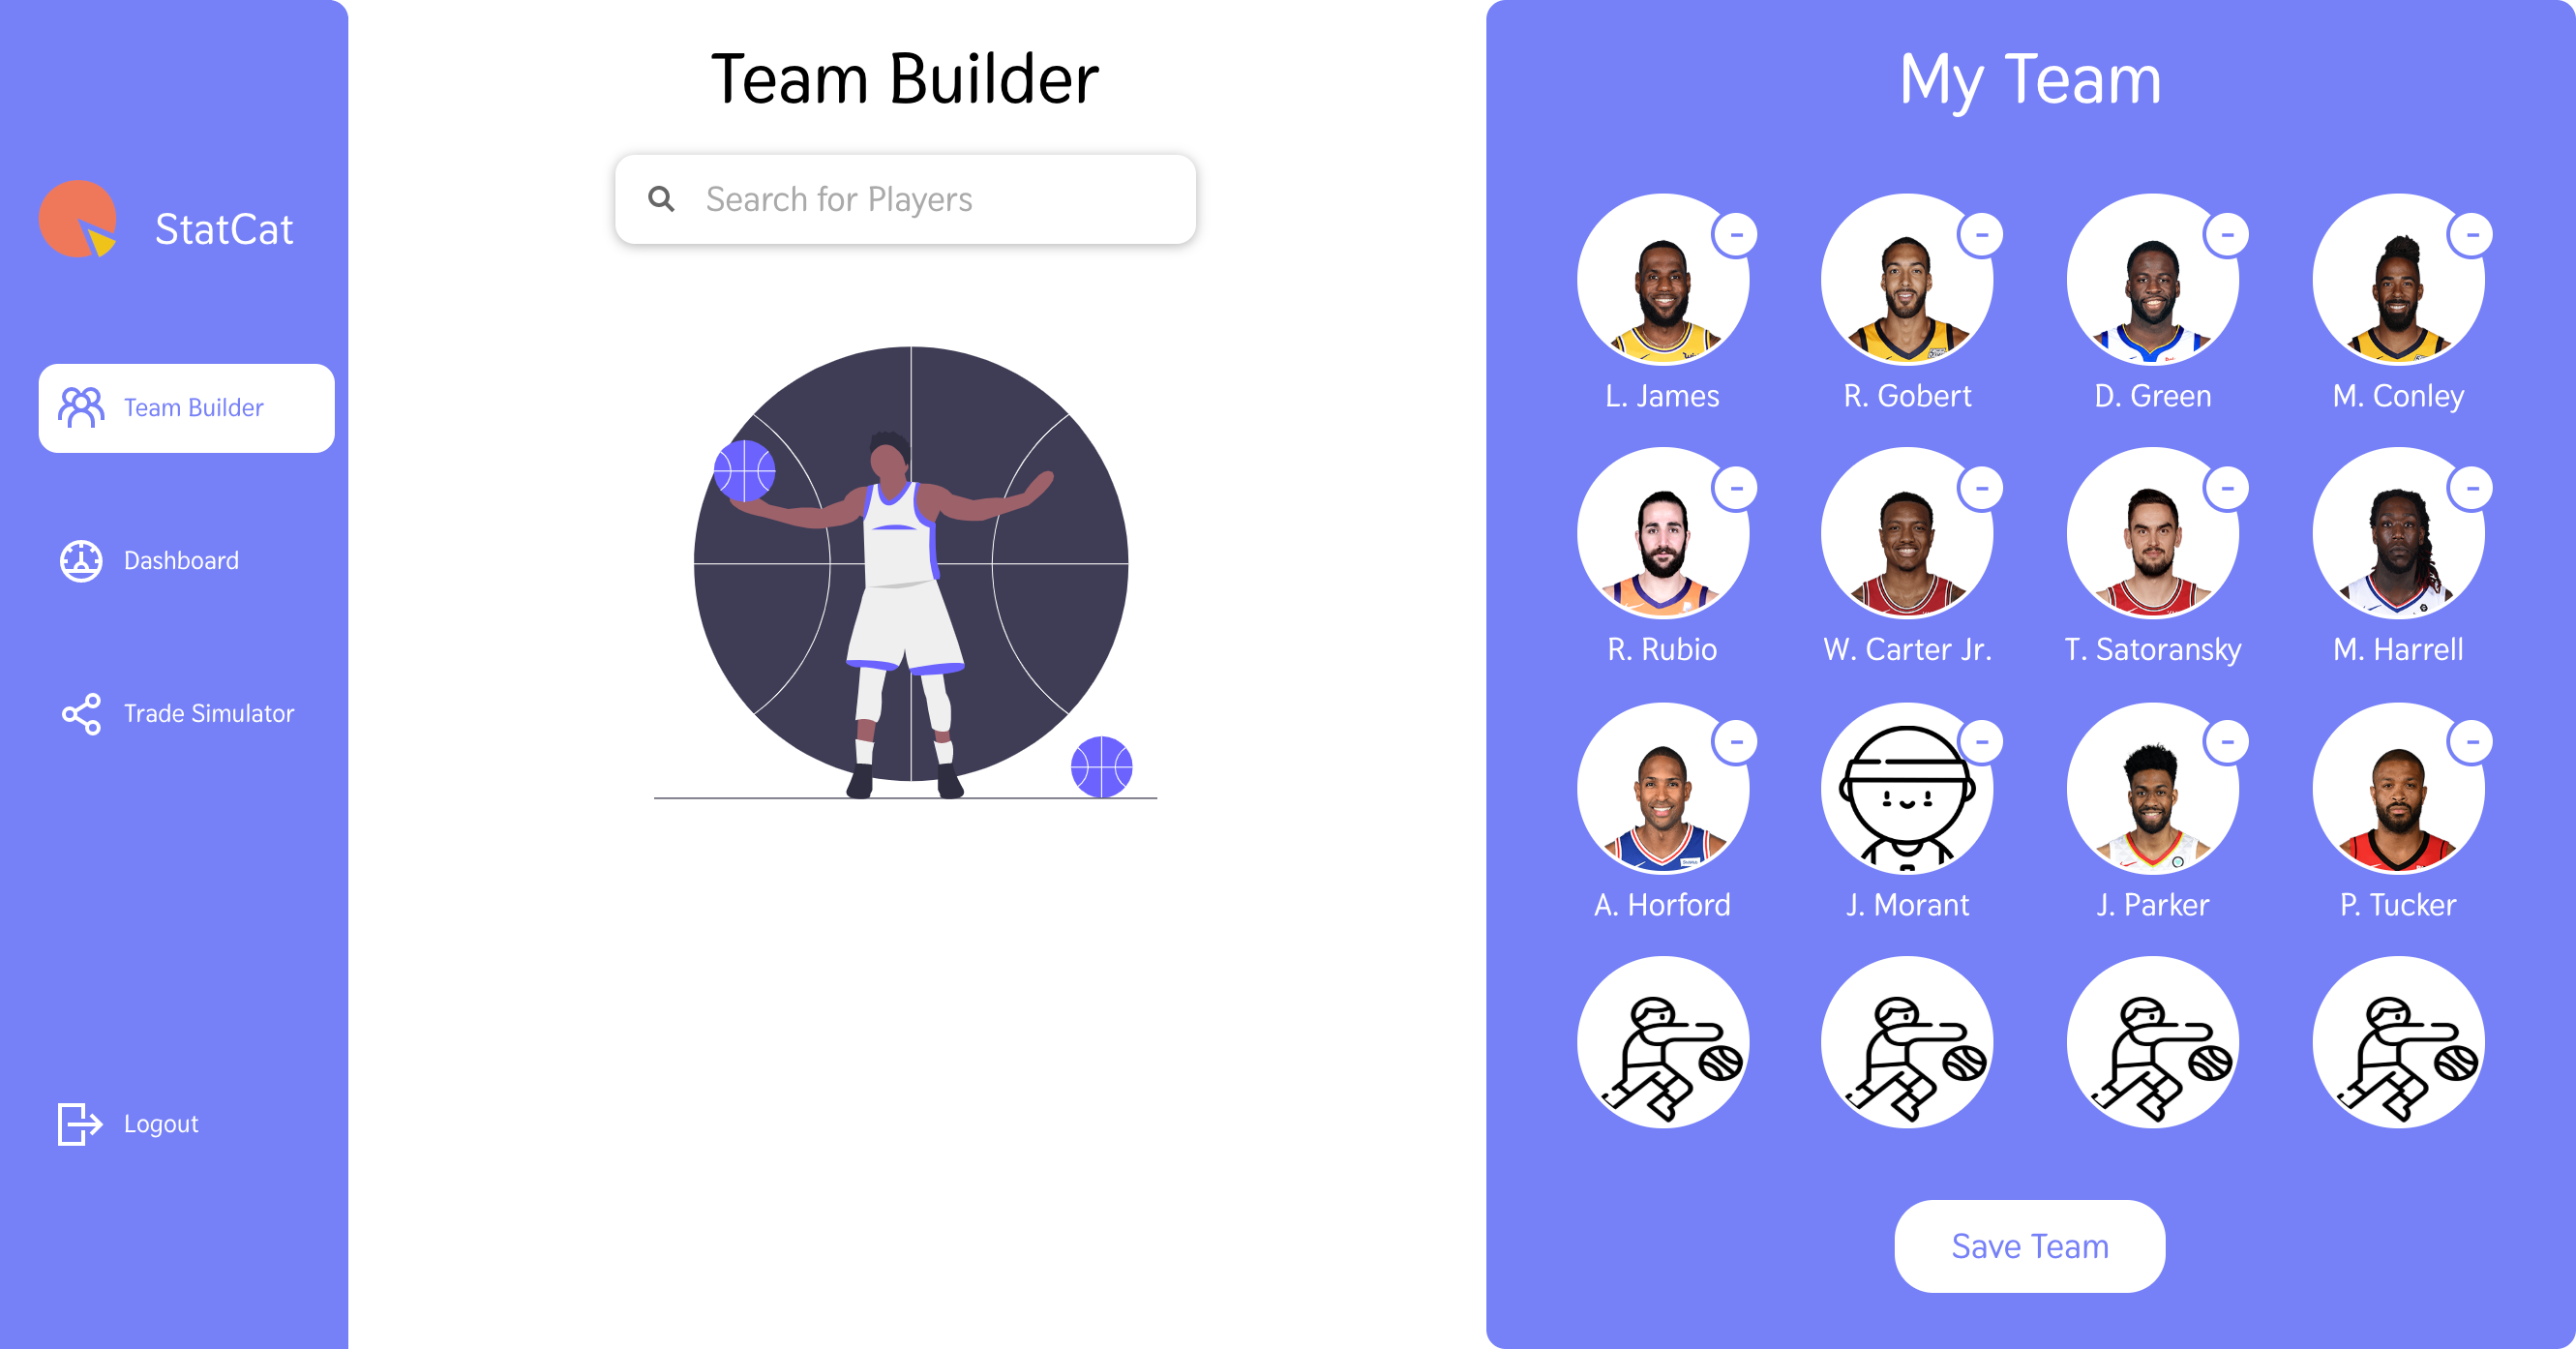 StatCat
Team Builder
Dashboard
Trade Simulator
Logout
Team Builder
Search for Players
My Team
L. James
R. Gobert
D. Green
M. Conley
R. Rubio
W. Carter Jr.
T. Satoransky
M. Harrell
A. Horford
J. Morant
J. Parker
P. Tucker
Save Team